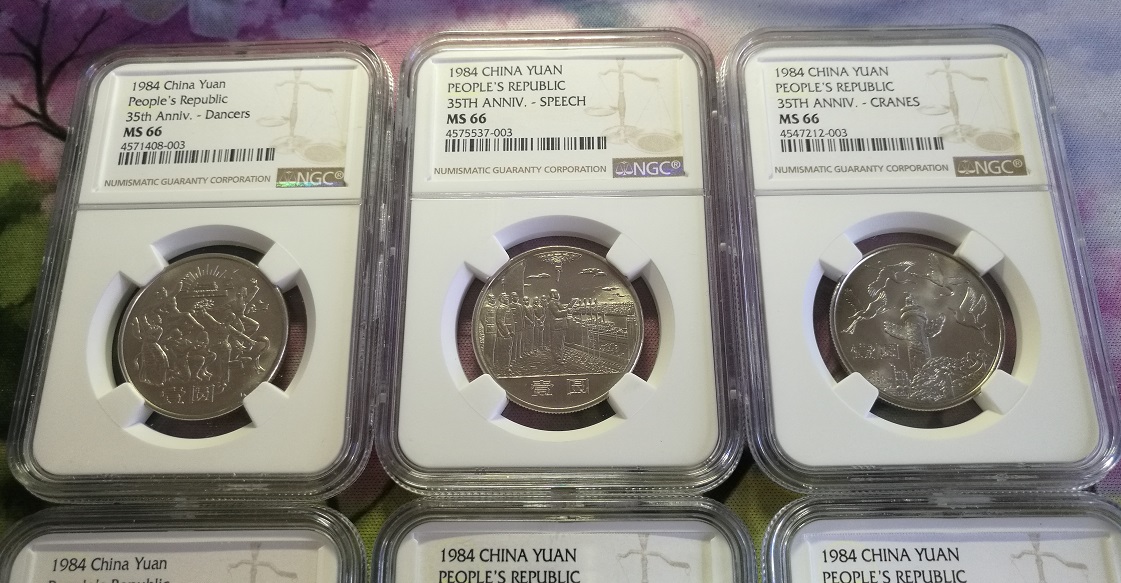 1984 China Yuan
People's Republic
35th Anniv. - Dancers
MS 66
4571408-003
NUMISMATIC GUARANTY CORPORATION NGC®
1984 CHINA YUAN
PEOPLE'S REPUBLIC
35TH ANNIV. - SPEECH
MS 66
4575537-003
NUMISMATIC GUARANTY CORPORATION NGC®
1984 CHINA YUAN
PEOPLE'S REPUBLIC
35TH ANNIV. - CRANES
MS 66
4547212-003
NUMISMATIC GUARANTY CORPORATION NGC®
壹圆
壹圆
1984 China Yuan
People's Republic
1984 CHINA YUAN
PEOPLE'S REPUBLIC
1984 CHINA YUAN
PEOPLE'S REPUBLIC